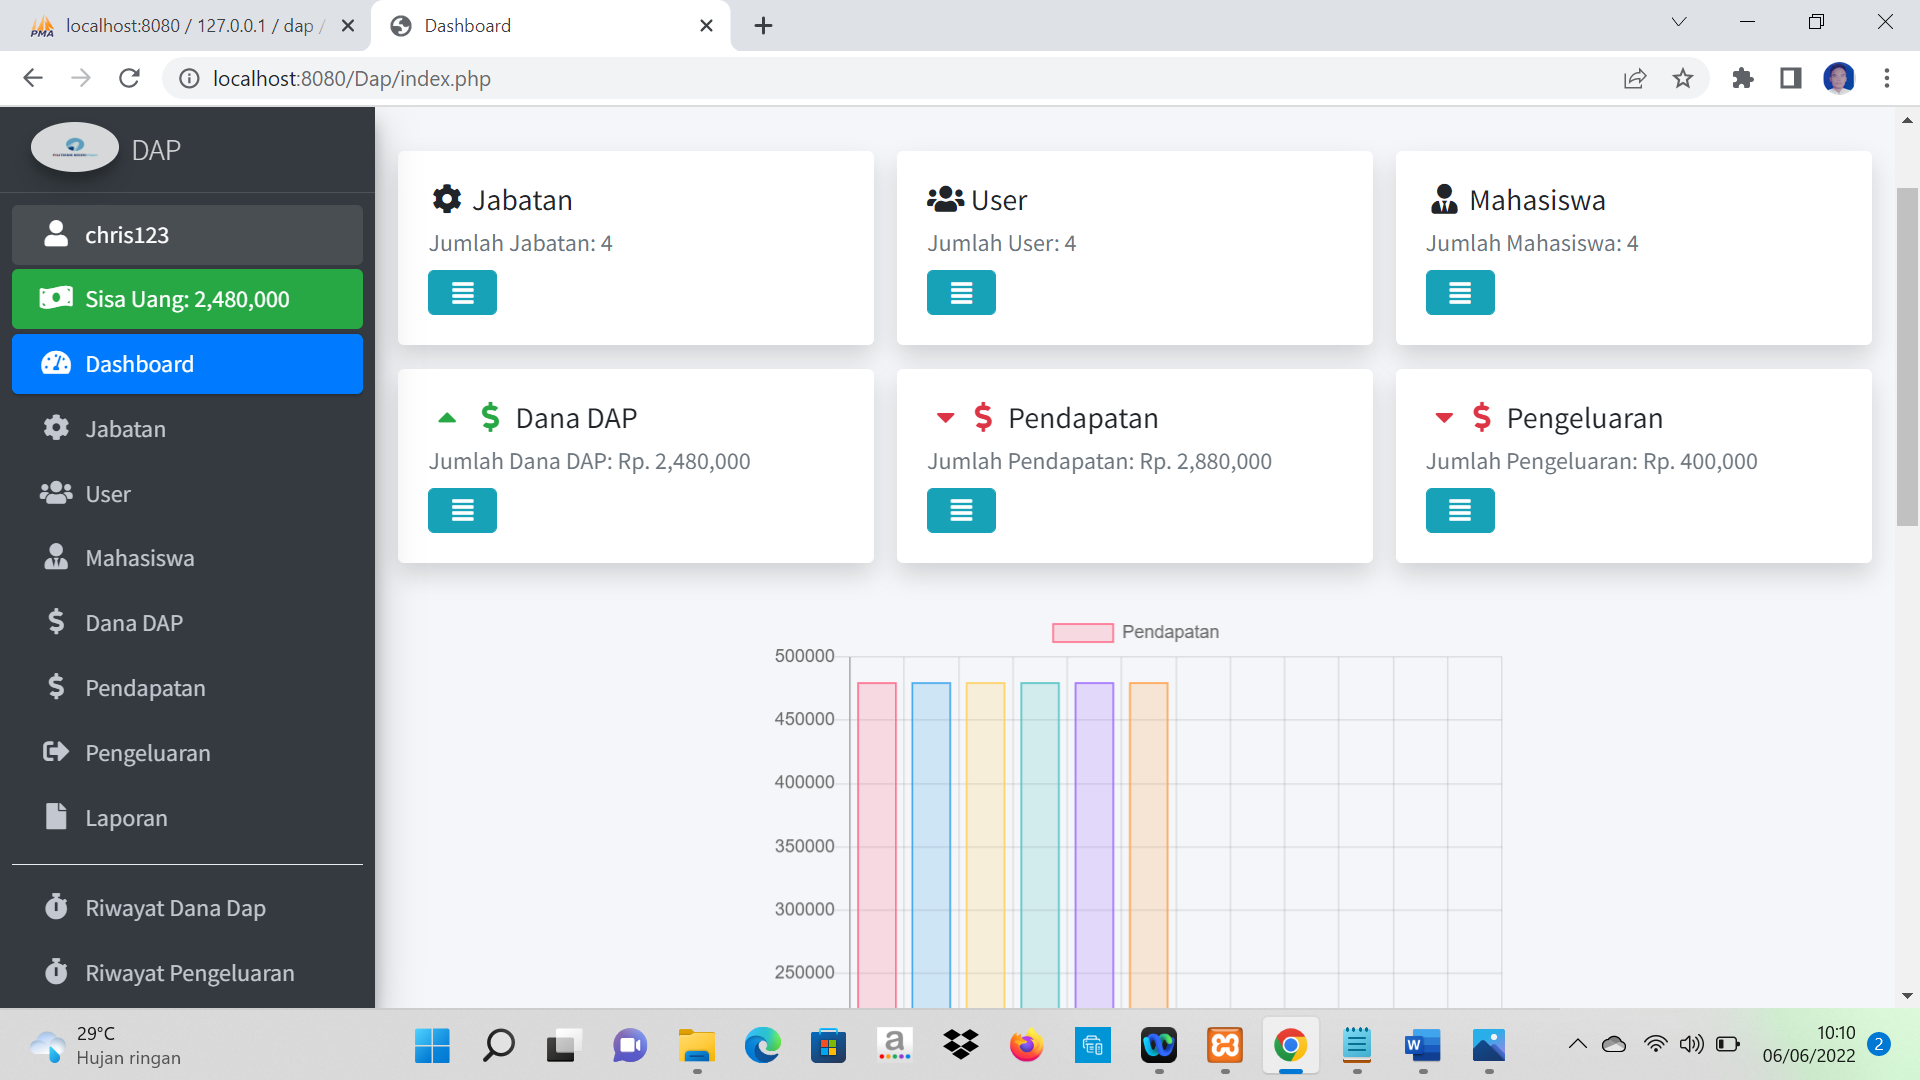 localhost:8080 / 127.0.0.1 / dap /
Dashboard
localhost:8080/Dap/index.php
DAP
chris123
Sisa Uang: 2,480,000
Dashboard
Jabatan
User
Mahasiswa
Dana DAP
Pendapatan
Pengeluaran
Laporan
Riwayat Dana Dap
Riwayat Pengeluaran
Jabatan
Jumlah Jabatan: 4
User
Jumlah User: 4
Mahasiswa
Jumlah Mahasiswa: 4
Dana DAP
Jumlah Dana DAP: Rp. 2,480,000
Pendapatan
Jumlah Pendapatan: Rp. 2,880,000
Pengeluaran
Jumlah Pengeluaran: Rp. 400,000
Pendapatan
500000
450000
400000
350000
300000
250000
29°C
Hujan ringan
10:10
06/06/2022
2